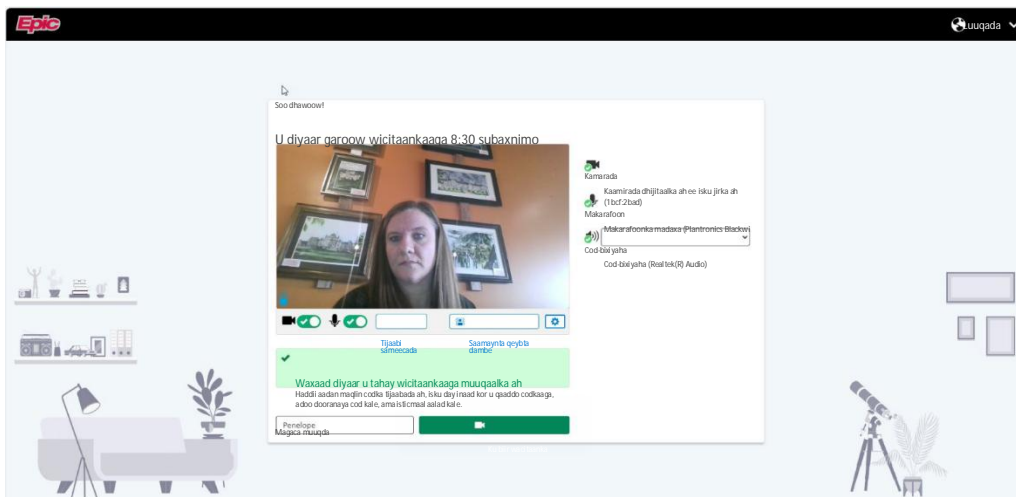 Epic
Luuqada
Soo dhawoow!
U diyaar garoow wicitaankaaga 8:30 subaxnimo
Kamarada
Kaamirada dhijitaalka ah ee isku jirka ah
(1bcf:2bad)
Makarafoon
Makarafoonka madaxa (Plantronics Blackwi
Cod-bixiyaha
Cod-bixiyaha (Realtek(R) Audio)
Tijaabi
sameecada
Saamaynta qeybta
dambe
Waxaad diyaar u tahay wicitaankaaga muuqaalka ah
Haddii aadan maqlin codka tijaabada ah, isku day inaad kor u qaaddo codkaaga,
adoo dooranaya cod kale, ama isticmaal aalad kale.
Penelope
Magaca muuqda